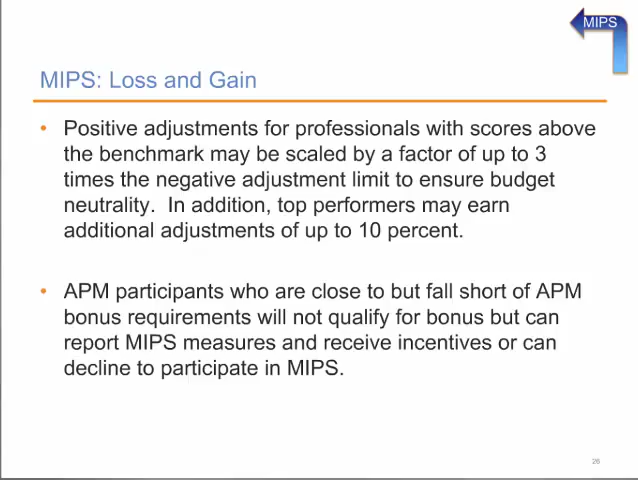 MIPS
MIPS: Loss and Gain
• Positive adjustments for professionals with scores above
the benchmark may be scaled by a factor of up to 3
times the negative adjustment limit to ensure budget
neutrality.  In addition, top performers may earn
additional adjustments of up to 10 percent.
• APM participants who are close to but fall short of APM
bonus requirements will not qualify for bonus but can
report MIPS measures and receive incentives or can
decline to participate in MIPS.
26